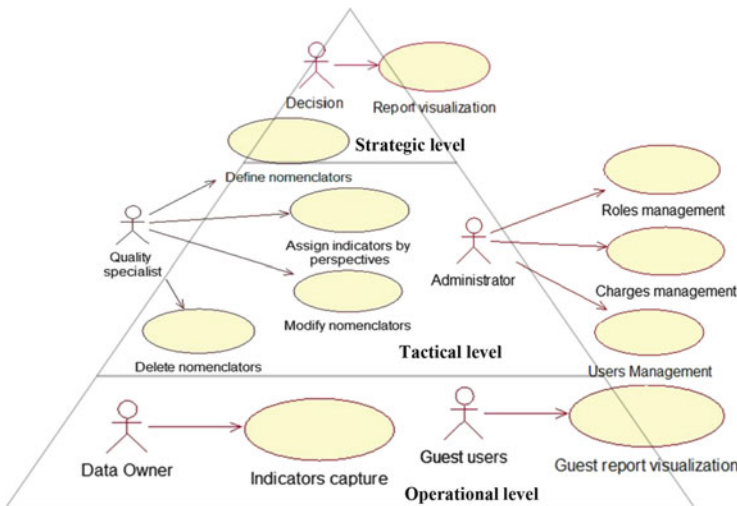 Decision
Report visualization
Strategic level
Define nomenclators
Roles management
Quality
specialist
Assign indicators by
perspectives
Administrator
Charges management
Modify nomenclators
Delete nomenclators
Tactical level
Users Management
Data Owner
Indicators capture
Guest users
Guest report visualization
Operational level